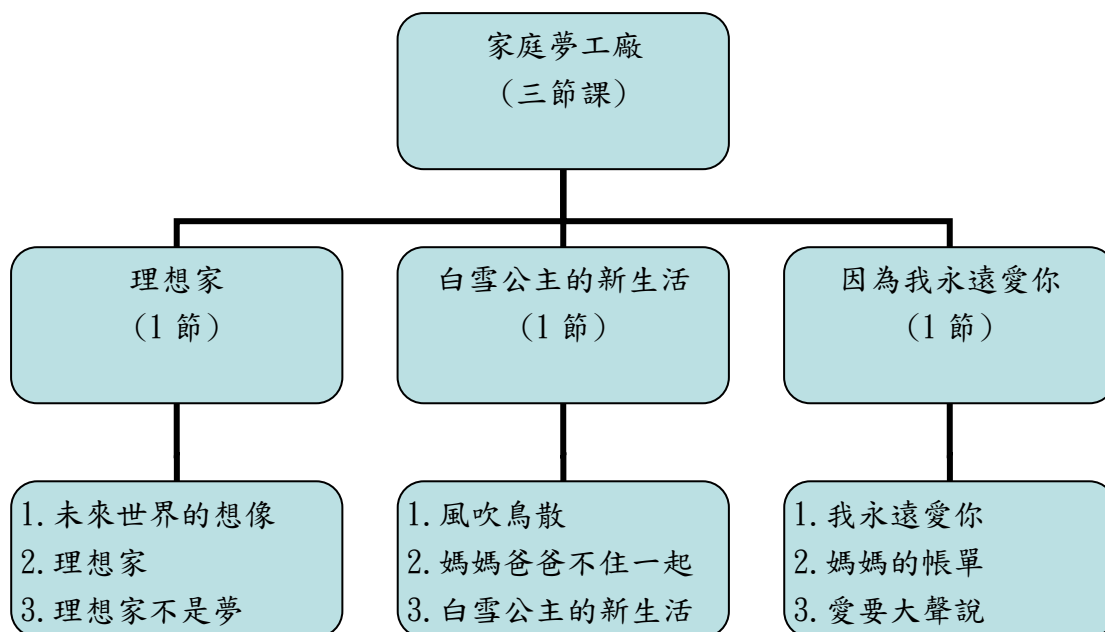 家庭夢工廠
(三節課)
理想家
(1 節)
白雪公主的新生活
(1 節)
因為我永遠愛你
(1 節)
1.未來世界的想像
2.理想家
3.理想家不是夢
1.風吹鳥散
2.媽媽爸爸不住一起
3.白雪公主的新生活
1.我永遠愛你
2.媽媽的帳單
3.愛要大聲說